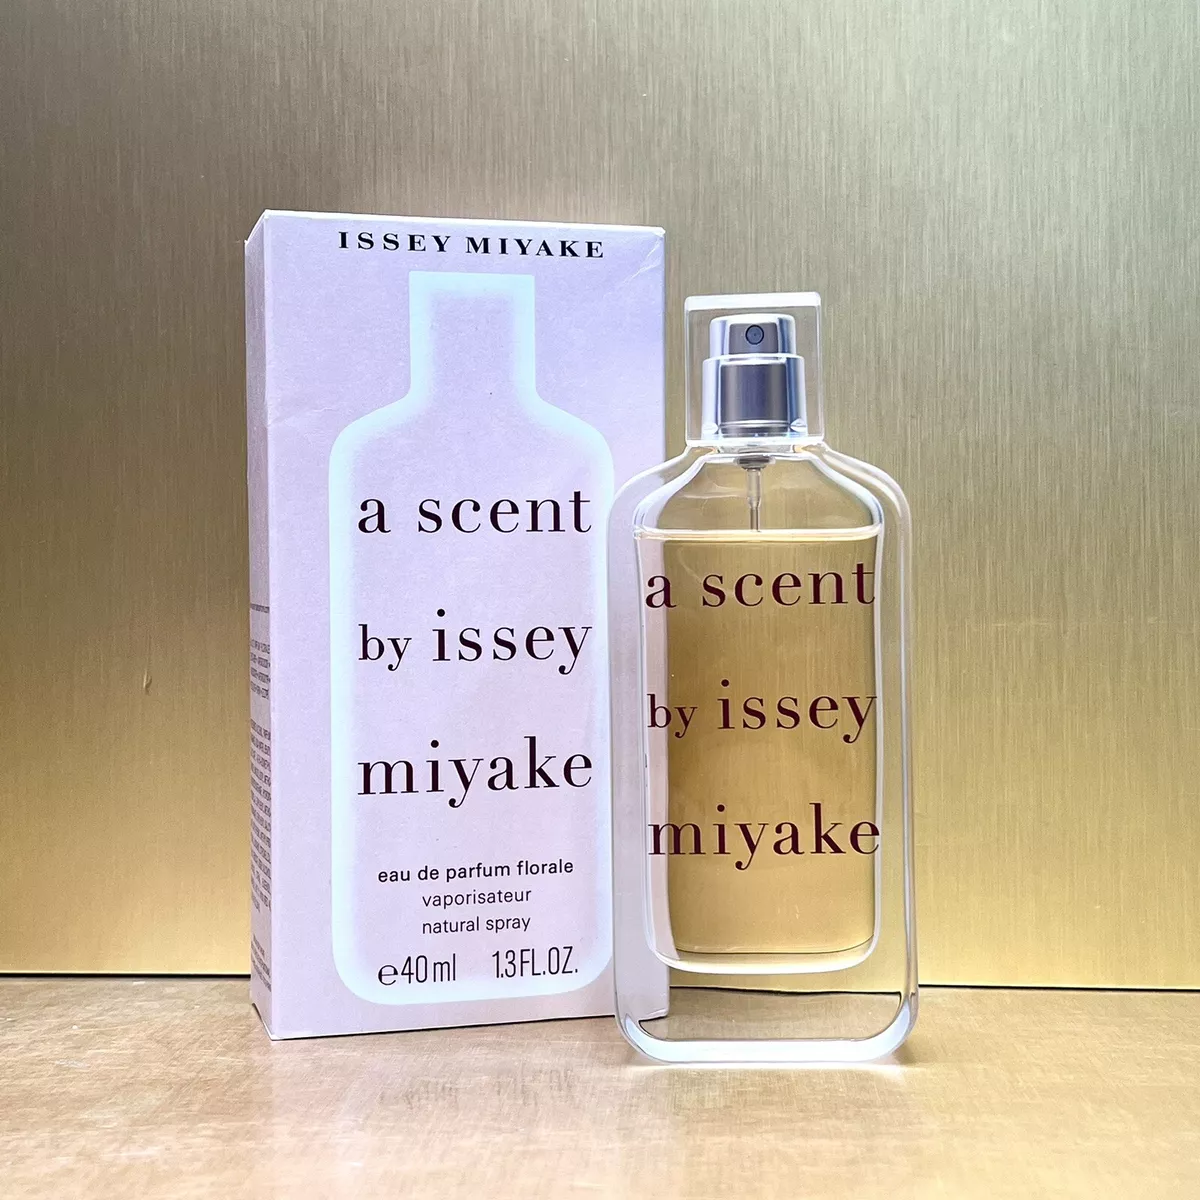 ISSEY MIYAKE
a scent
by issey
miyake
eau de parfum florale
vaporisateur
natural spray
e40ml 1.3FL.OZ.
a scent
by issey
miyake